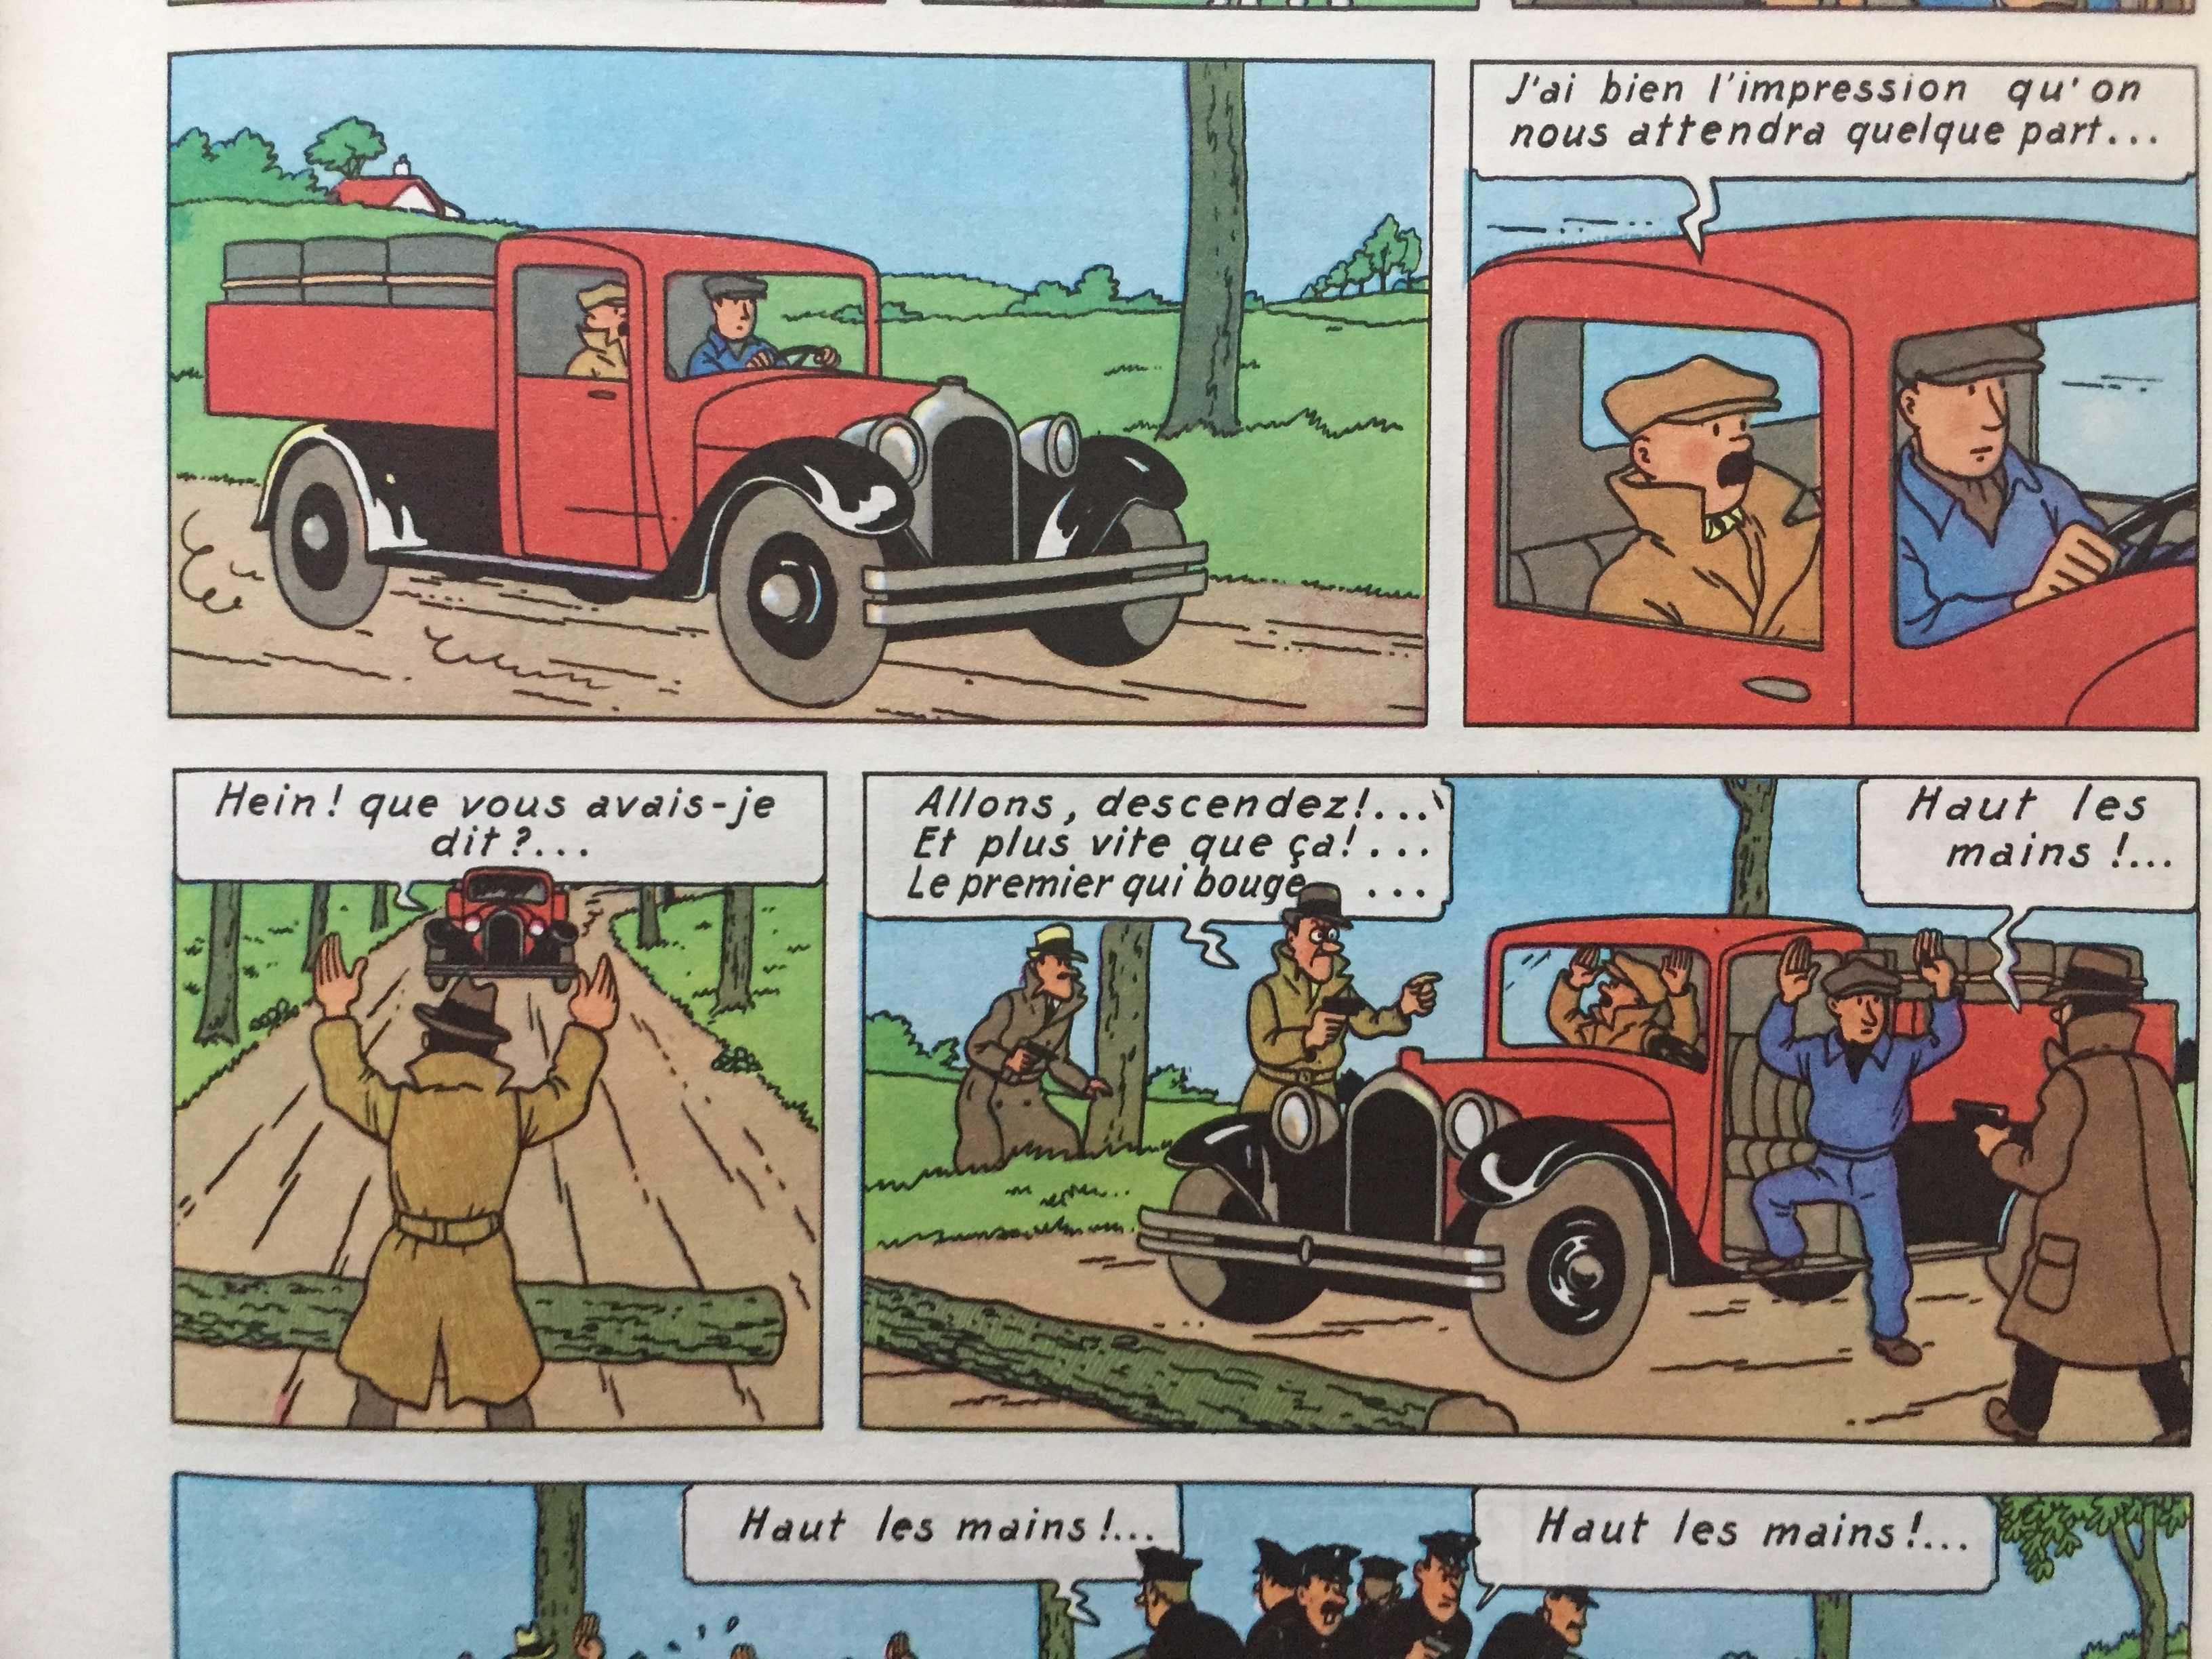 J'ai bien l'impression qu'on
nous attendra quelque part...
Hein! que vous avais-je
dit?...
Allons, descendez!...
Et plus vite que ça!...
Le premier qui bouge ...
Haut les
mains!...
Haut les mains!...
Haut les mains!...